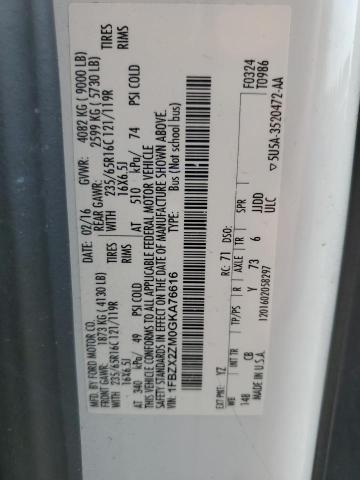 MFD. BY FORD MOTOR CO.
DATE: 02/16 GVWR: 4082 KG (9000 LB)
FRONT GAWR: 1873 KG (4130 LB) REAR GAWR: 2599 KG (5730 LB)
235/65R16C 121/119R WITH 235/65R16C 121/119R TIRES
16X6.5J 16X6.5J RIMS
AT 340 kPa/ 49 PSI COLD AT 510 kPa/ 74 PSI COLD
THIS VEHICLE CONFORMS TO ALL APPLICABLE FEDERAL MOTOR VEHICLE
SAFETY STANDARDS IN EFFECT ON THE DATE OF MANUFACTURE SHOWN ABOVE.
VIN: 1FBZX2ZM0GKA76616 TYPE: Bus (Not school bus)
F0324
T0986
EXT PNT: YZ RC: 71 DSO:
WB INT TR TP/PS R AXLE TR SPR
148 CB Y 73 6 JJDD
MADE IN U.S.A. 1201602058297 ULC
5U5A-3520472-AA